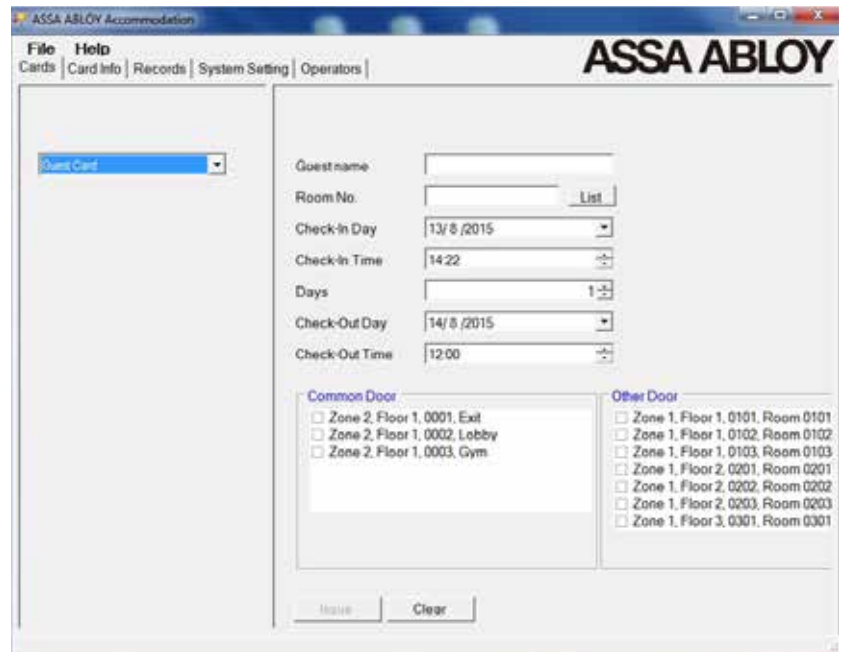 ASSA ABLOY Accommodation
File Help
ASSA ABLOY
Cards Card Info Records System Setting Operators
Guest Card
Guest name
Room No. List
Check-In Day 13/ 8 /2015
Check-In Time 14:22
Days 1
Check-Out Day 14/ 8 /2015
Check-Out Time 12:00
Common Door
Zone 2, Floor 1, 0001, Exit
Zone 2, Floor 1, 0002, Lobby
Zone 2, Floor 1, 0003, Gym
Other Door
Zone 1, Floor 1, 0101, Room 0101
Zone 1, Floor 1, 0102, Room 0102
Zone 1, Floor 1, 0103, Room 0103
Zone 1, Floor 2, 0201, Room 0201
Zone 1, Floor 2, 0202, Room 0202
Zone 1, Floor 2, 0203, Room 0203
Zone 1, Floor 3, 0301, Room 0301
Issue Clear